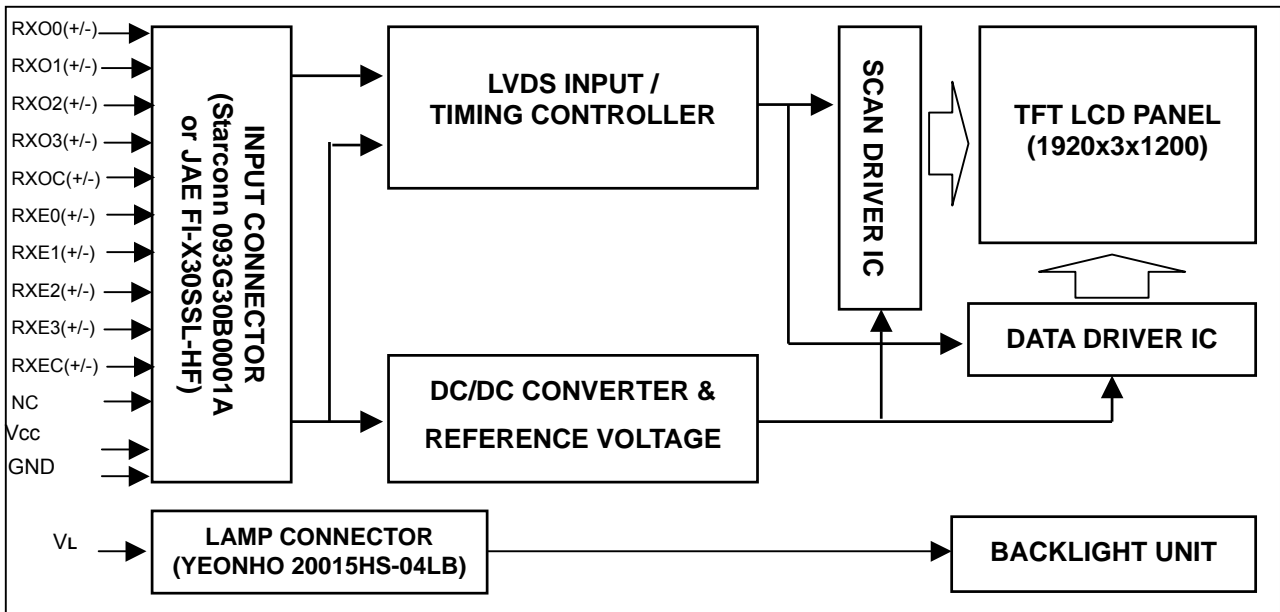 RXO0(+/-)
RXO1(+/-)
RXO2(+/-)
RXO3(+/-)
RXOC(+/-)
RXE0(+/-)
RXE1(+/-)
RXE2(+/-)
RXE3(+/-)
RXEC(+/-)
NC
Vcc
GND
INPUT CONNECTOR
(Starconn 093G30B0001A
or JAE FI-X30SSL-HF)
LVDS INPUT /
TIMING CONTROLLER
SCAN DRIVER IC
TFT LCD PANEL
(1920x3x1200)
DATA DRIVER IC
DC/DC CONVERTER &
REFERENCE VOLTAGE
VL
LAMP CONNECTOR
(YEONHO 20015HS-04LB)
BACKLIGHT UNIT